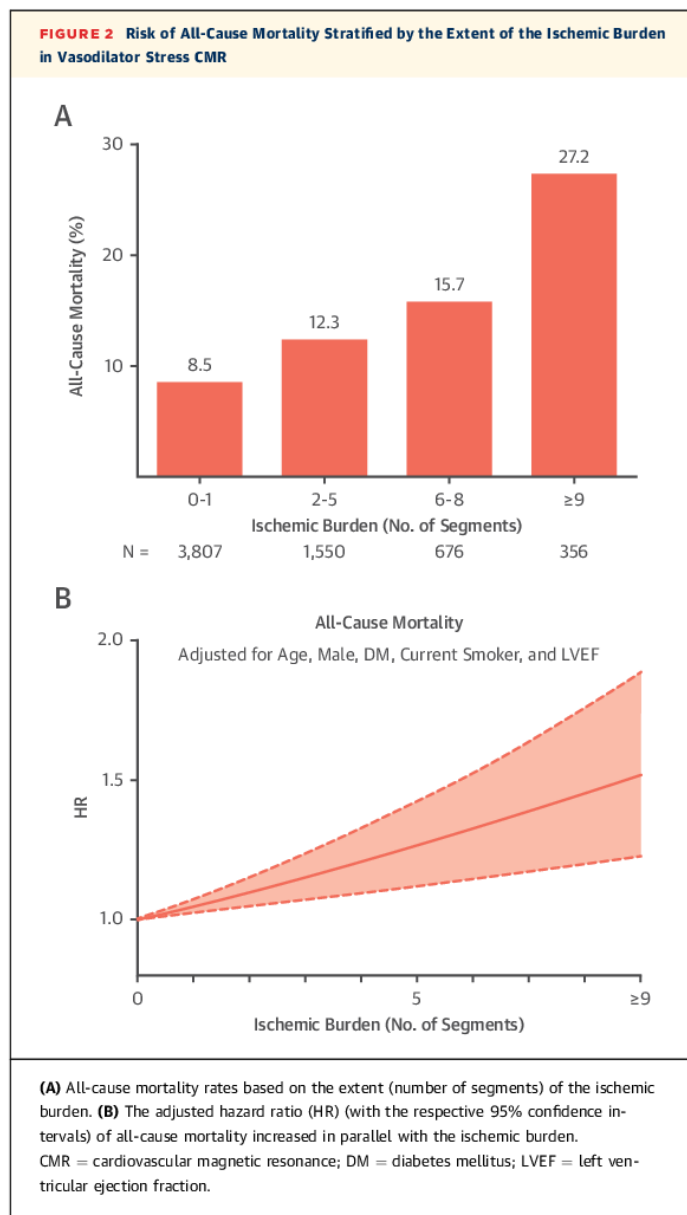 FIGURE 2 Risk of All-Cause Mortality Stratified by the Extent of the Ischemic Burden
in Vasodilator Stress CMR
A
All-Cause Mortality (%)
30
20
10
8.5
12.3
15.7
27.2
0-1
2-5
6-8
≥9
Ischemic Burden (No. of Segments)
N = 3,807 1,550 676 356
B
All-Cause Mortality
Adjusted for Age, Male, DM, Current Smoker, and LVEF
HR
2.0
1.5
1.0
0
5
≥9
Ischemic Burden (No. of Segments)
(A) All-cause mortality rates based on the extent (number of segments) of the ischemic
burden. (B) The adjusted hazard ratio (HR) (with the respective 95% confidence in-
tervals) of all-cause mortality increased in parallel with the ischemic burden.
CMR = cardiovascular magnetic resonance; DM = diabetes mellitus; LVEF = left ven-
tricular ejection fraction.